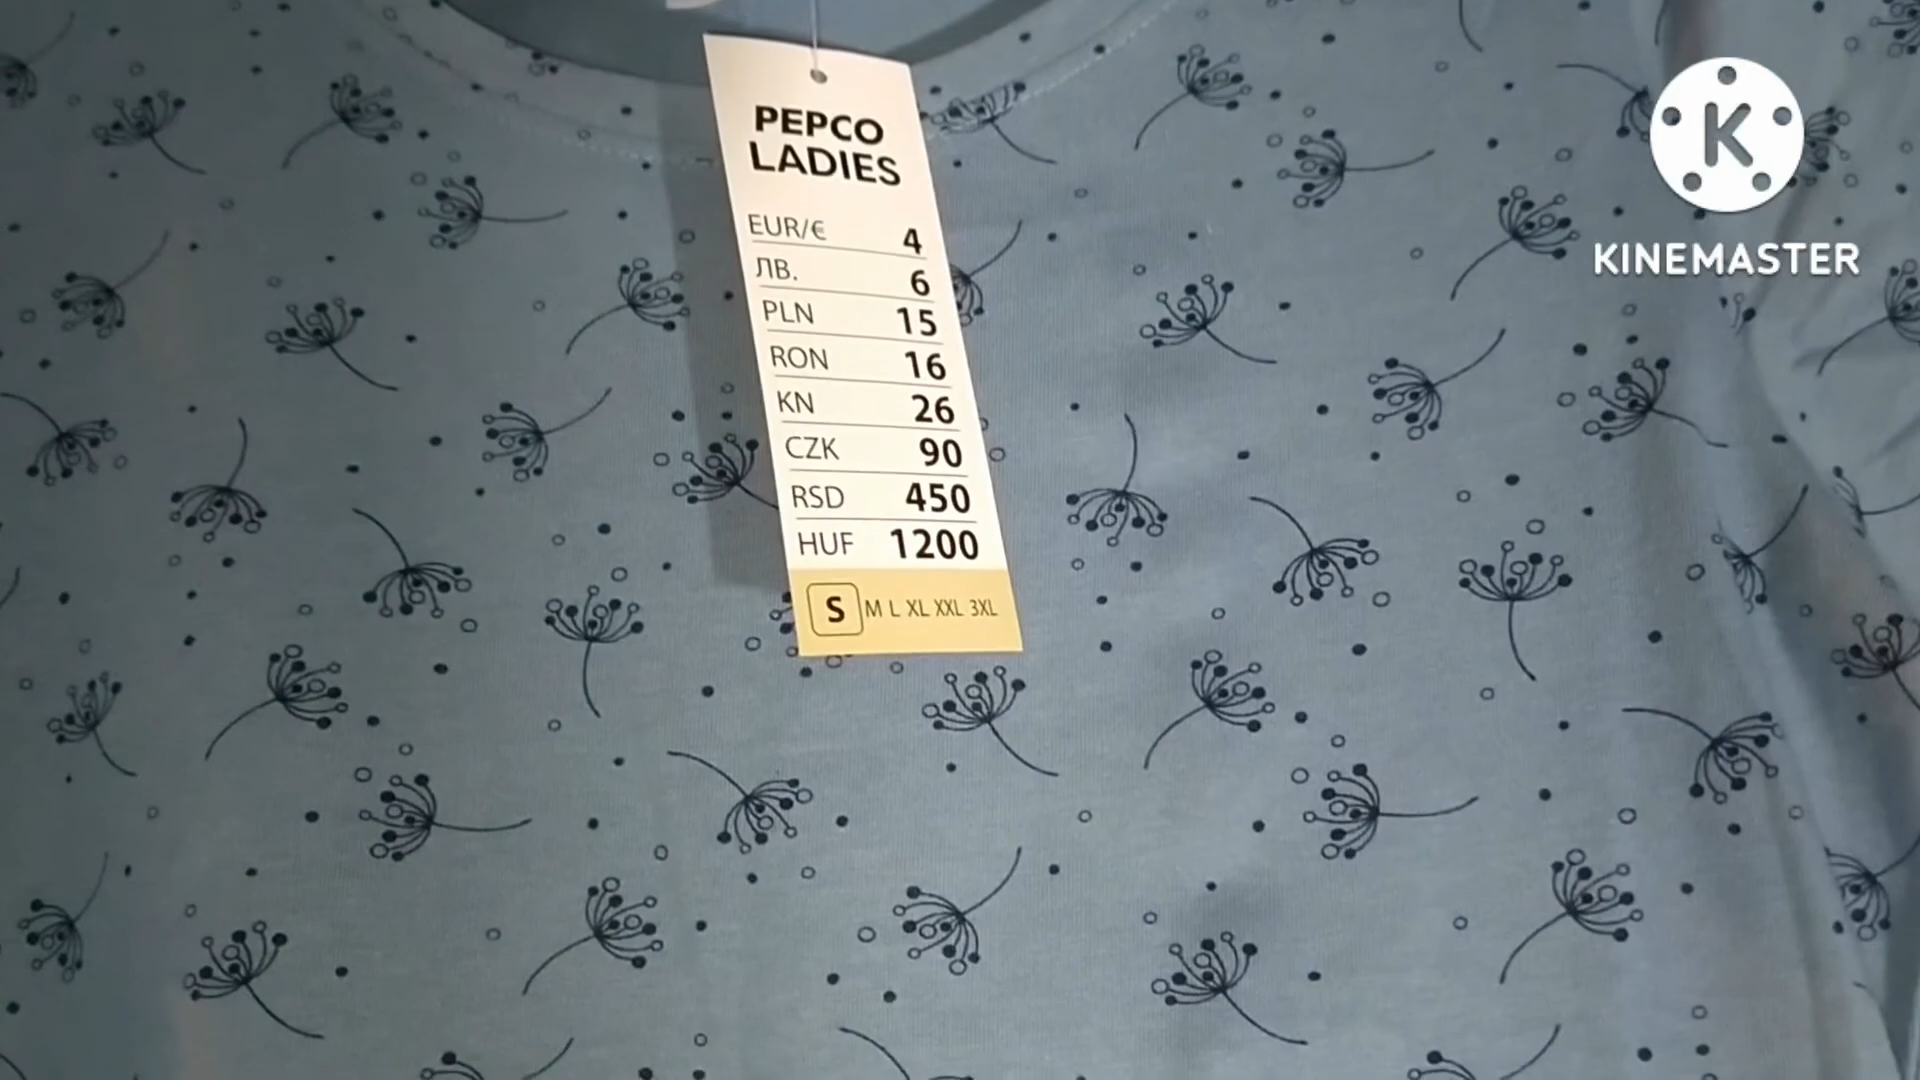 PEPCO
LADIES
EUR/€ 4
ЛВ. 6
PLN 15
RON 16
KN 26
CZK 90
RSD 450
HUF 1200
S M L XL XXL 3XL
K
KINEMASTER